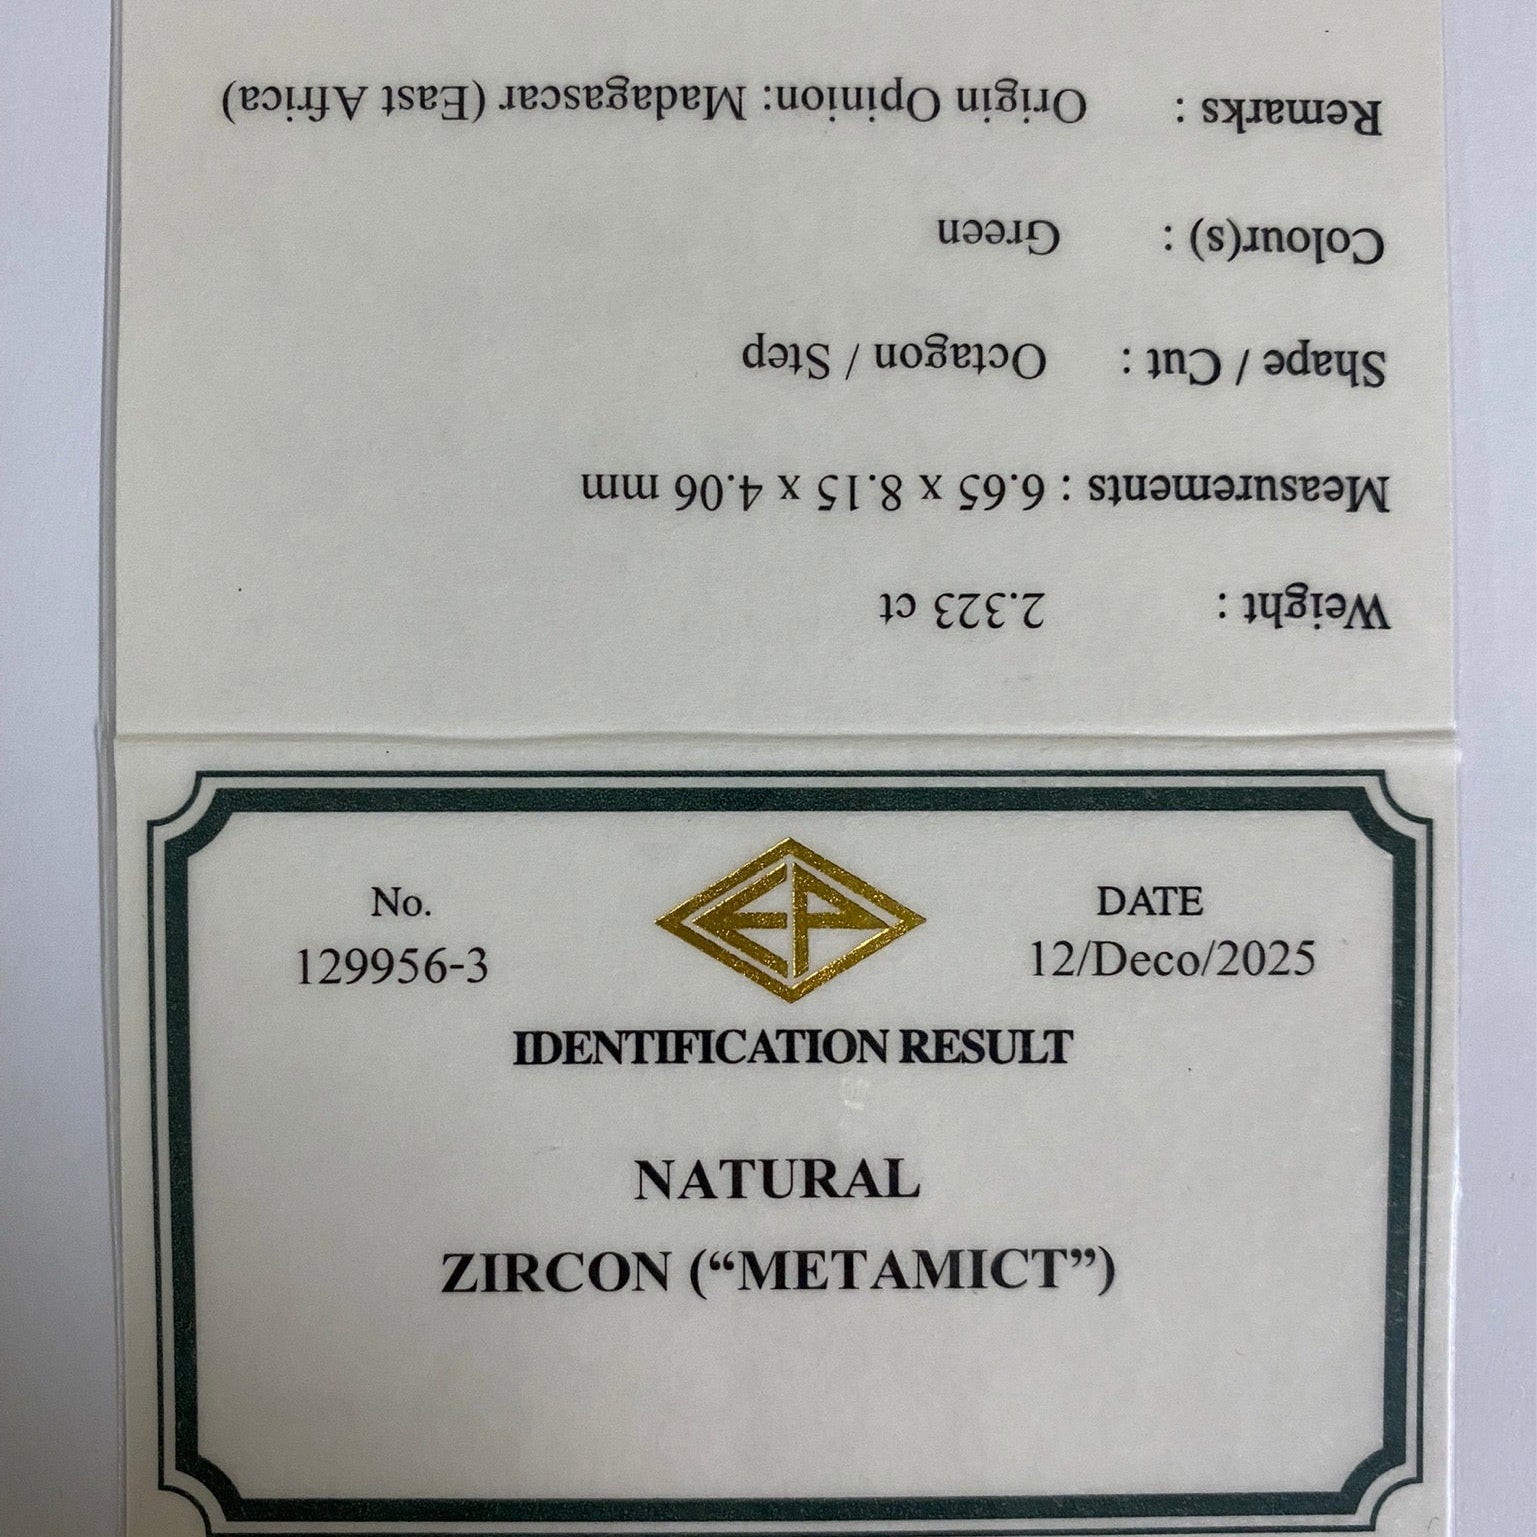 No.
129956-3
EP
DATE
12/Deco/2025
IDENTIFICATION RESULT
NATURAL
ZIRCON (“METAMICT”)
Weight : 2.323 ct
Measurements : 6.65 x 8.15 x 4.06 mm
Shape / Cut : Octagon / Step
Colour(s) : Green
Remarks : Origin Opinion: Madagascar (East Africa)